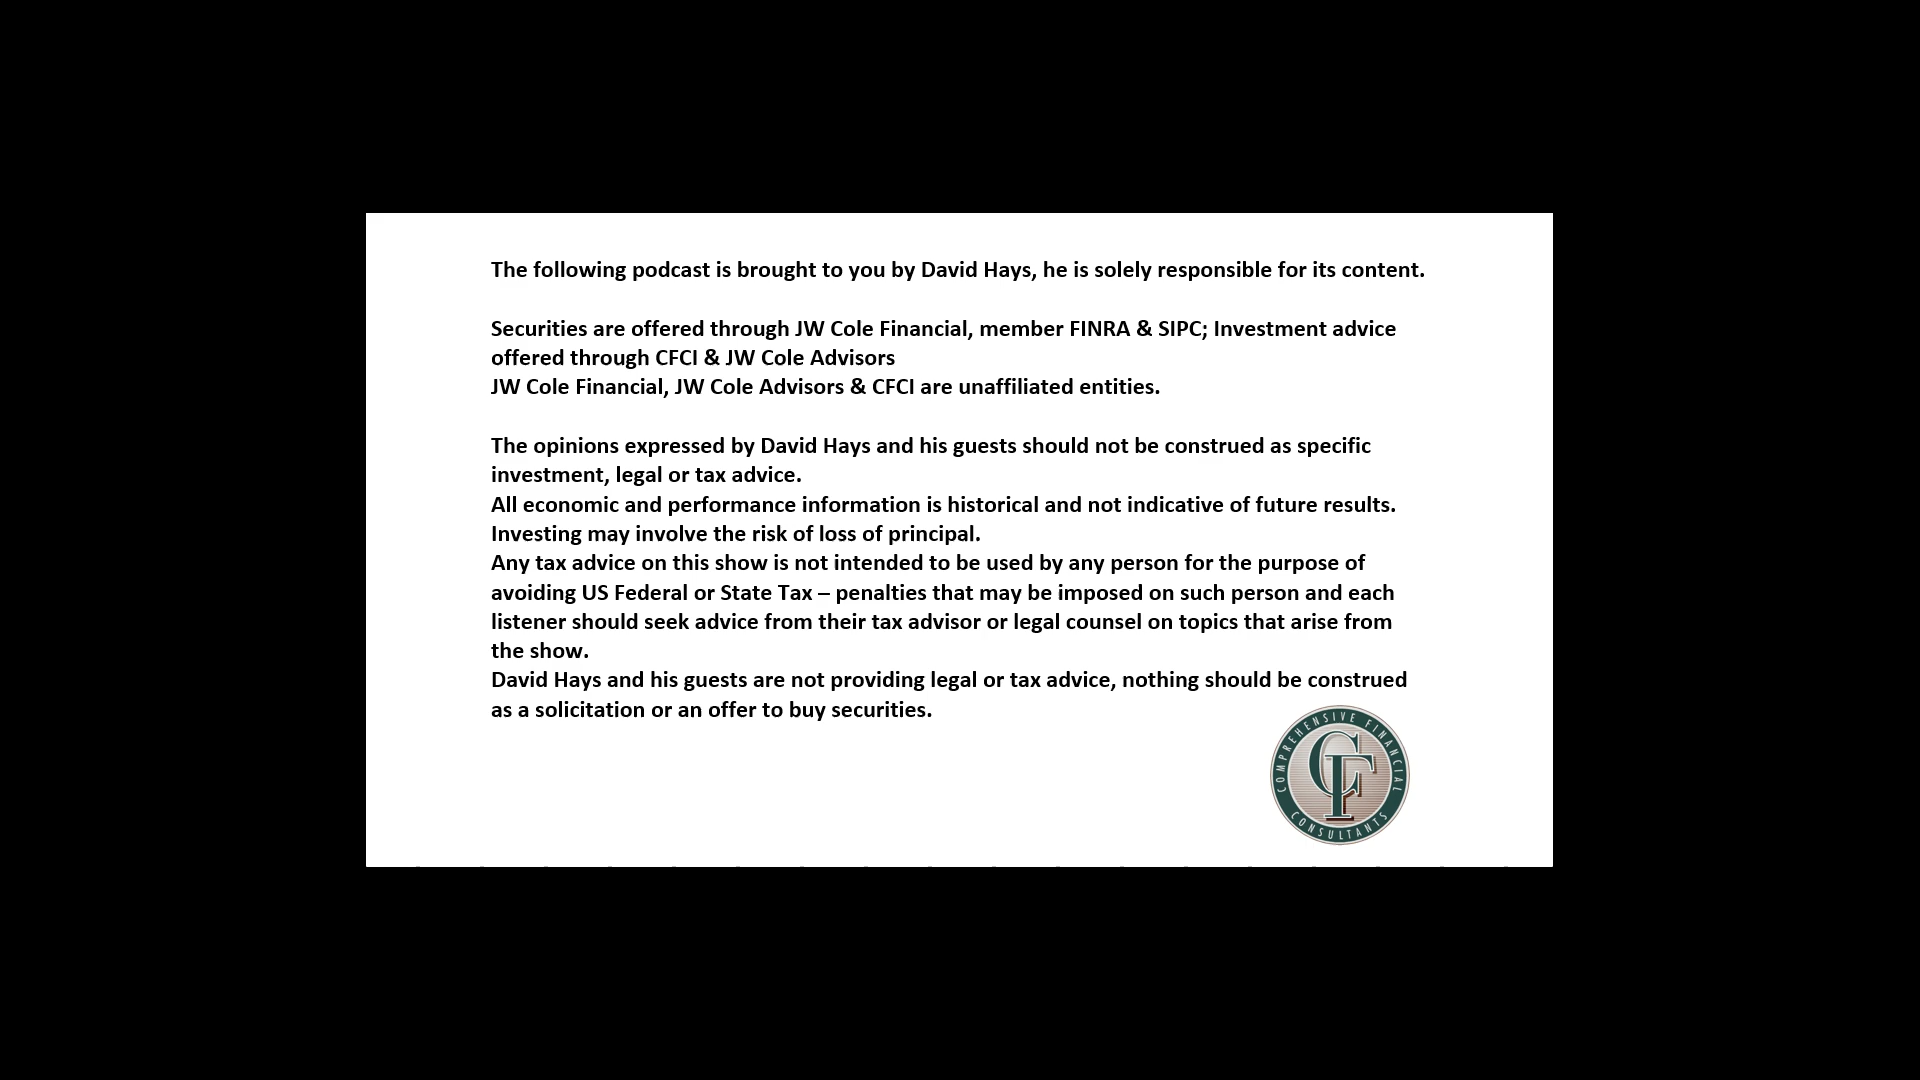 The following podcast is brought to you by David Hays, he is solely responsible for its content.
Securities are offered through JW Cole Financial, member FINRA & SIPC; Investment advice
offered through CFCI & JW Cole Advisors
JW Cole Financial, JW Cole Advisors & CFCI are unaffiliated entities.
The opinions expressed by David Hays and his guests should not be construed as specific
investment, legal or tax advice.
All economic and performance information is historical and not indicative of future results.
Investing may involve the risk of loss of principal.
Any tax advice on this show is not intended to be used by any person for the purpose of
avoiding US Federal or State Tax – penalties that may be imposed on such person and each
listener should seek advice from their tax advisor or legal counsel on topics that arise from
the show.
David Hays and his guests are not providing legal or tax advice, nothing should be construed
as a solicitation or an offer to buy securities.
COMPREHENSIVE FINANCIAL
CF
CONSULTANTS